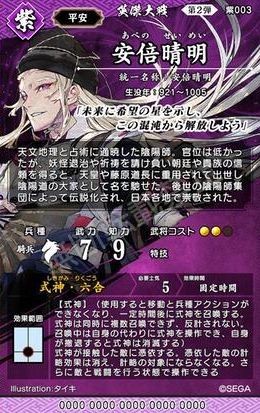 紫 平安 英傑大戦 第2弾 紫003
あべの せいめい
安倍晴明
統一名称:安倍晴明
生没年:921～1005
「未来に希望の星を示し、
この混沌から解放しよう」
天文地理と占術に通暁した陰陽師。官位は低かっ
たが、妖怪退治や祈祷を請け負い朝廷や貴族の信
頼を得ると、天皇や藤原道長に重用されて出世し
陰陽道の大家として名を馳せた。後世の陰陽師集
団によって伝説化され、日本各地で崇敬された。
兵種 武力 知力 武将コスト
騎兵 7 9 特技
しきがみ・りくごう 必要士気 効果時間
式神・六合 5 固定時間
効果範囲
【式神】(使用すると移動と兵種アクションが
できなくなり、一定時間後に式神を召喚する。
式神は同時に複数召喚できず、反計されない。
召喚中は自身の代わりに式神を操作でき、自身
が撤退すると式神は消滅する)
式神が接触した敵に憑依する。憑依した敵の計
略効果は消え、計略の対象にならなくなる。さ
らに敵と戦闘を行う状態で操作できる
Illustration:タイキ ©SEGA
0000 0000 0000 0000 0000